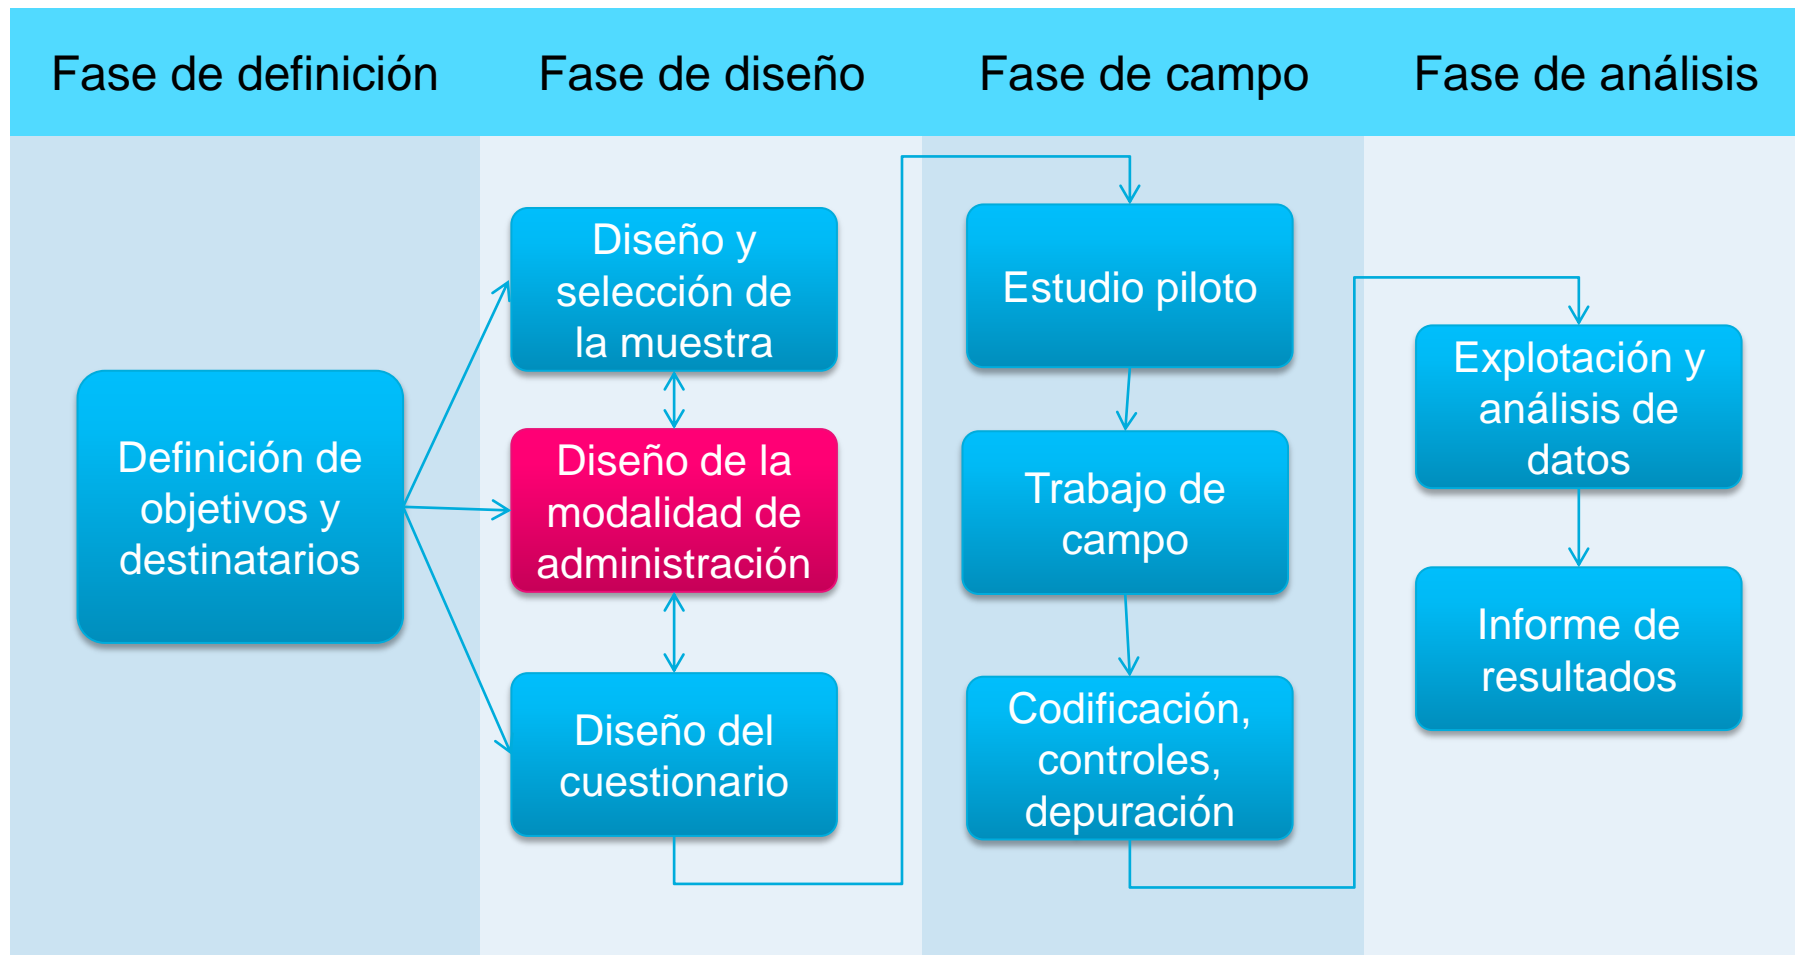 Fase de definición
Fase de diseño
Fase de campo
Fase de análisis
Definición de
objetivos y
destinatarios
Diseño y
selección de
la muestra
Diseño de la
modalidad de
administración
Diseño del
cuestionario
Estudio piloto
Trabajo de
campo
Codificación,
controles,
depuración
Explotación y
análisis de
datos
Informe de
resultados